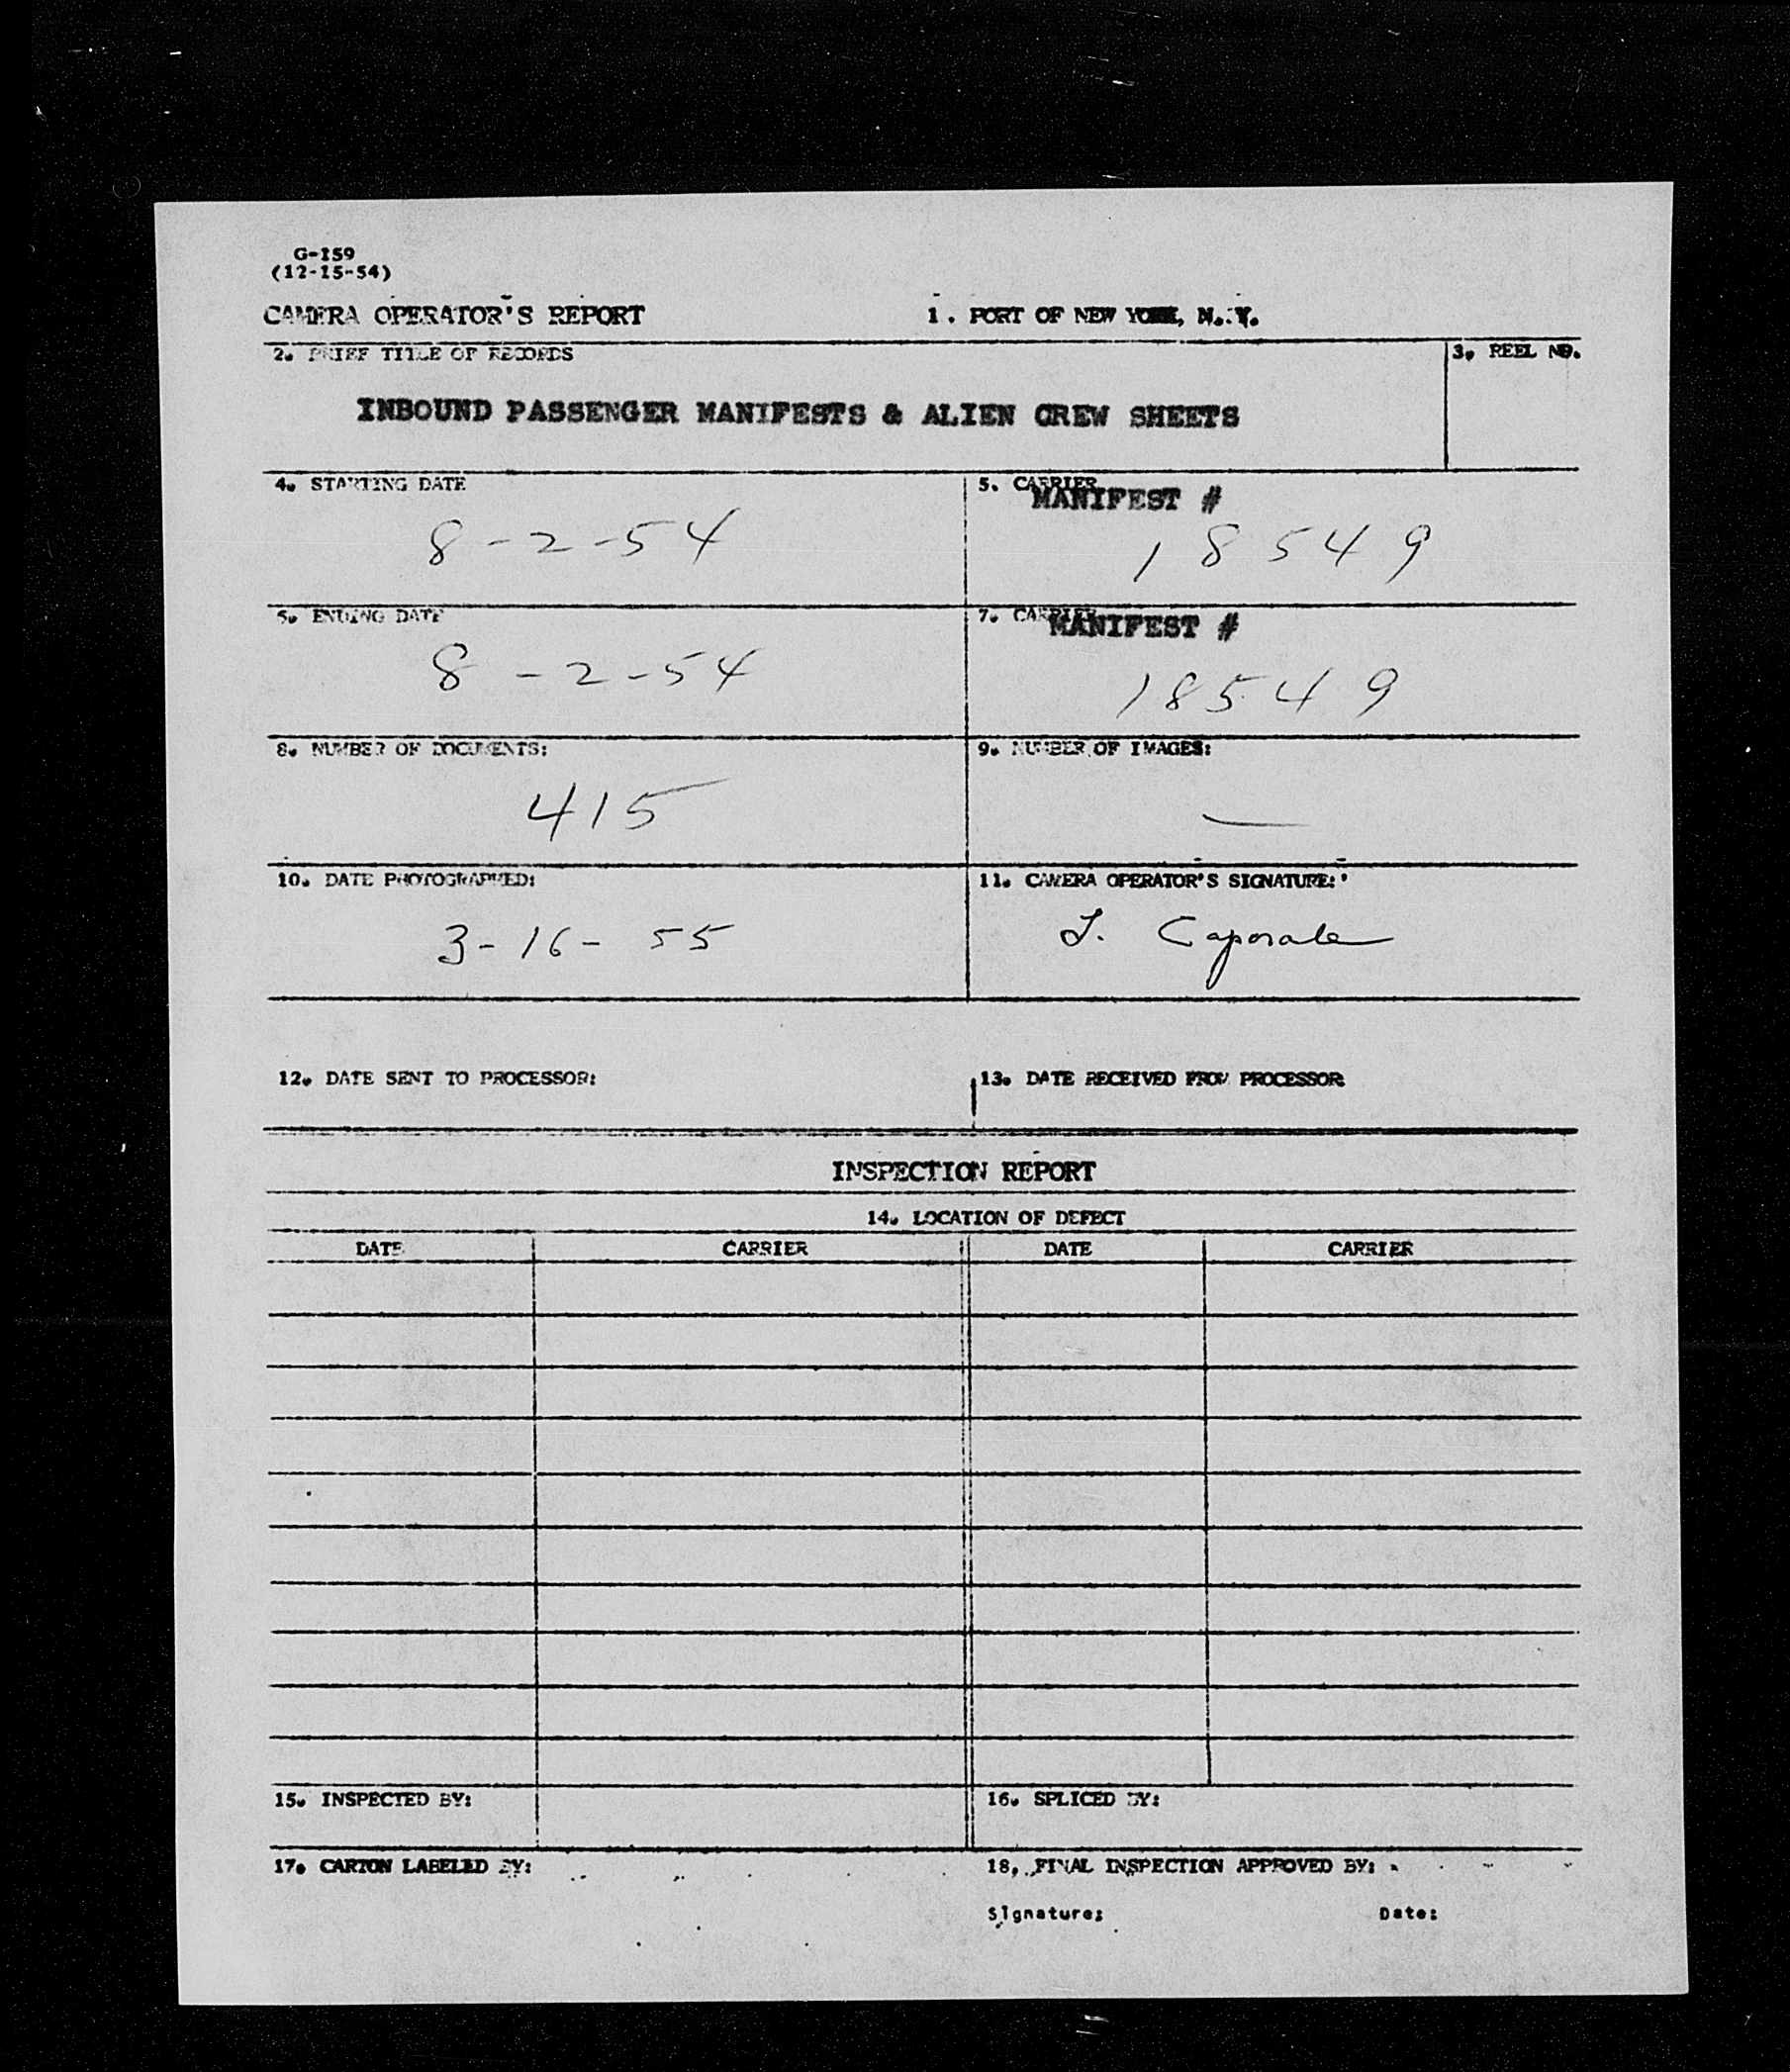 G-159
(12-15-54)
CAMERA OPERATOR'S REPORT 1. PORT OF NEW YORK, N. Y.
2. BRIEF TITLE OF RECORDS 3. REEL NO.
INBOUND PASSENGER MANIFESTS & ALIEN CREW SHEETS
4. STARTING DATE 5. CARRIER
MANIFEST #
8-2-54 18549
5. ENDING DATE 7. CARRIER
MANIFEST #
8-2-54 18549
8. NUMBER OF DOCUMENTS: 9. NUMBER OF IMAGES:
415 —
10. DATE PHOTOGRAPHED: 11. CAMERA OPERATOR'S SIGNATURE:
3-16-55 J. Caporale
12. DATE SENT TO PROCESSOR: 13. DATE RECEIVED FROM PROCESSOR
INSPECTION REPORT
14. LOCATION OF DEFECT
DATE CARRIER DATE CARRIER
15. INSPECTED BY: 16. SPLICED BY:
17. CARTON LABELED BY: 18. FINAL INSPECTION APPROVED BY:
Signature: Date: